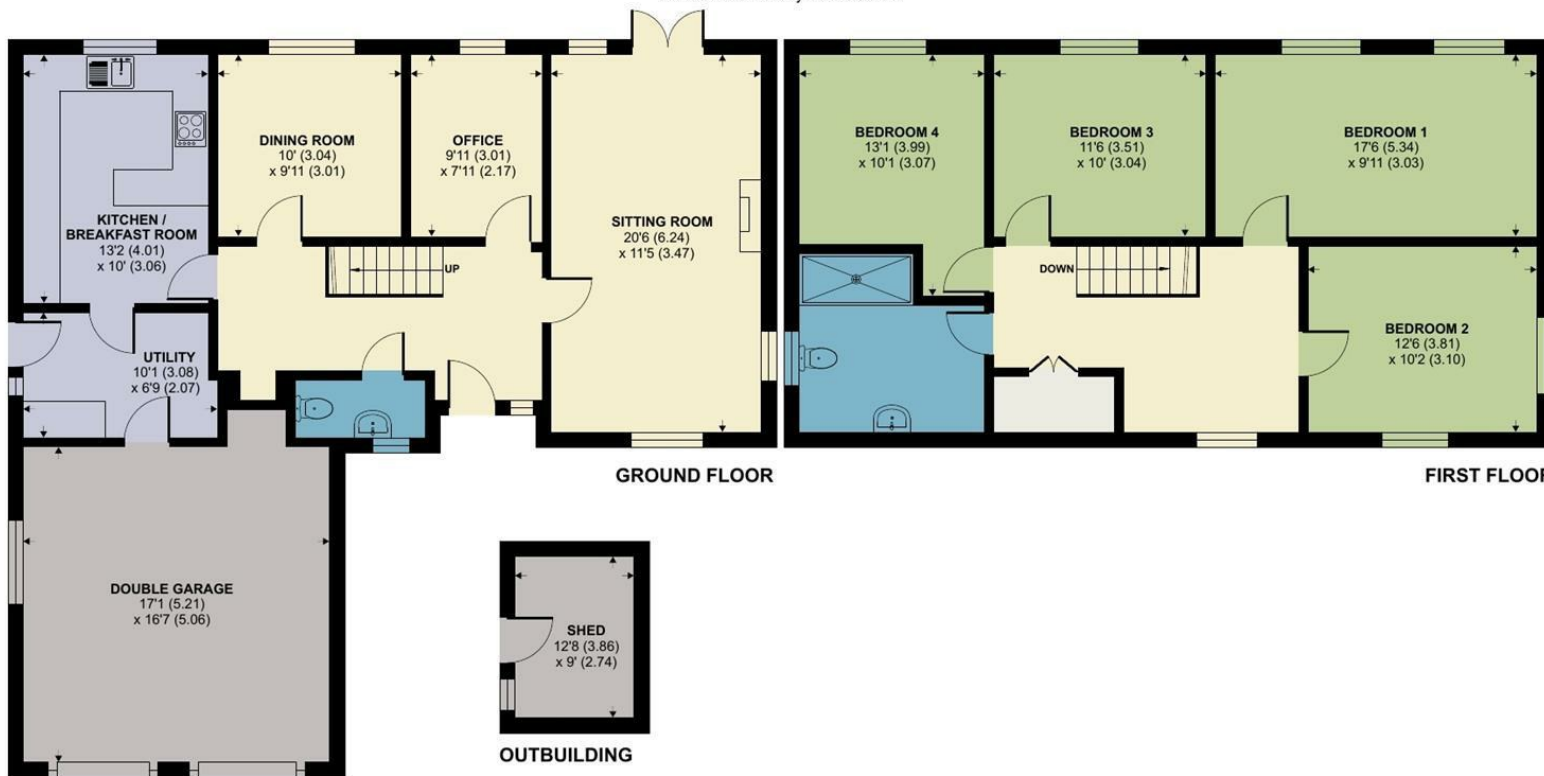 KITCHEN /
BREAKFAST ROOM
13'2 (4.01)
x 10' (3.06)
DINING ROOM
10' (3.04)
x 9'11 (3.01)
OFFICE
9'11 (3.01)
x 7'11 (2.17)
SITTING ROOM
20'6 (6.24)
x 11'5 (3.47)
UP
UTILITY
10'1 (3.08)
x 6'9 (2.07)
DOUBLE GARAGE
17'1 (5.21)
x 16'7 (5.06)
GROUND FLOOR
BEDROOM 4
13'1 (3.99)
x 10'1 (3.07)
BEDROOM 3
11'6 (3.51)
x 10' (3.04)
BEDROOM 1
17'6 (5.34)
x 9'11 (3.03)
DOWN
BEDROOM 2
12'6 (3.81)
x 10'2 (3.10)
FIRST FLOOR
SHED
12'8 (3.86)
x 9' (2.74)
OUTBUILDING